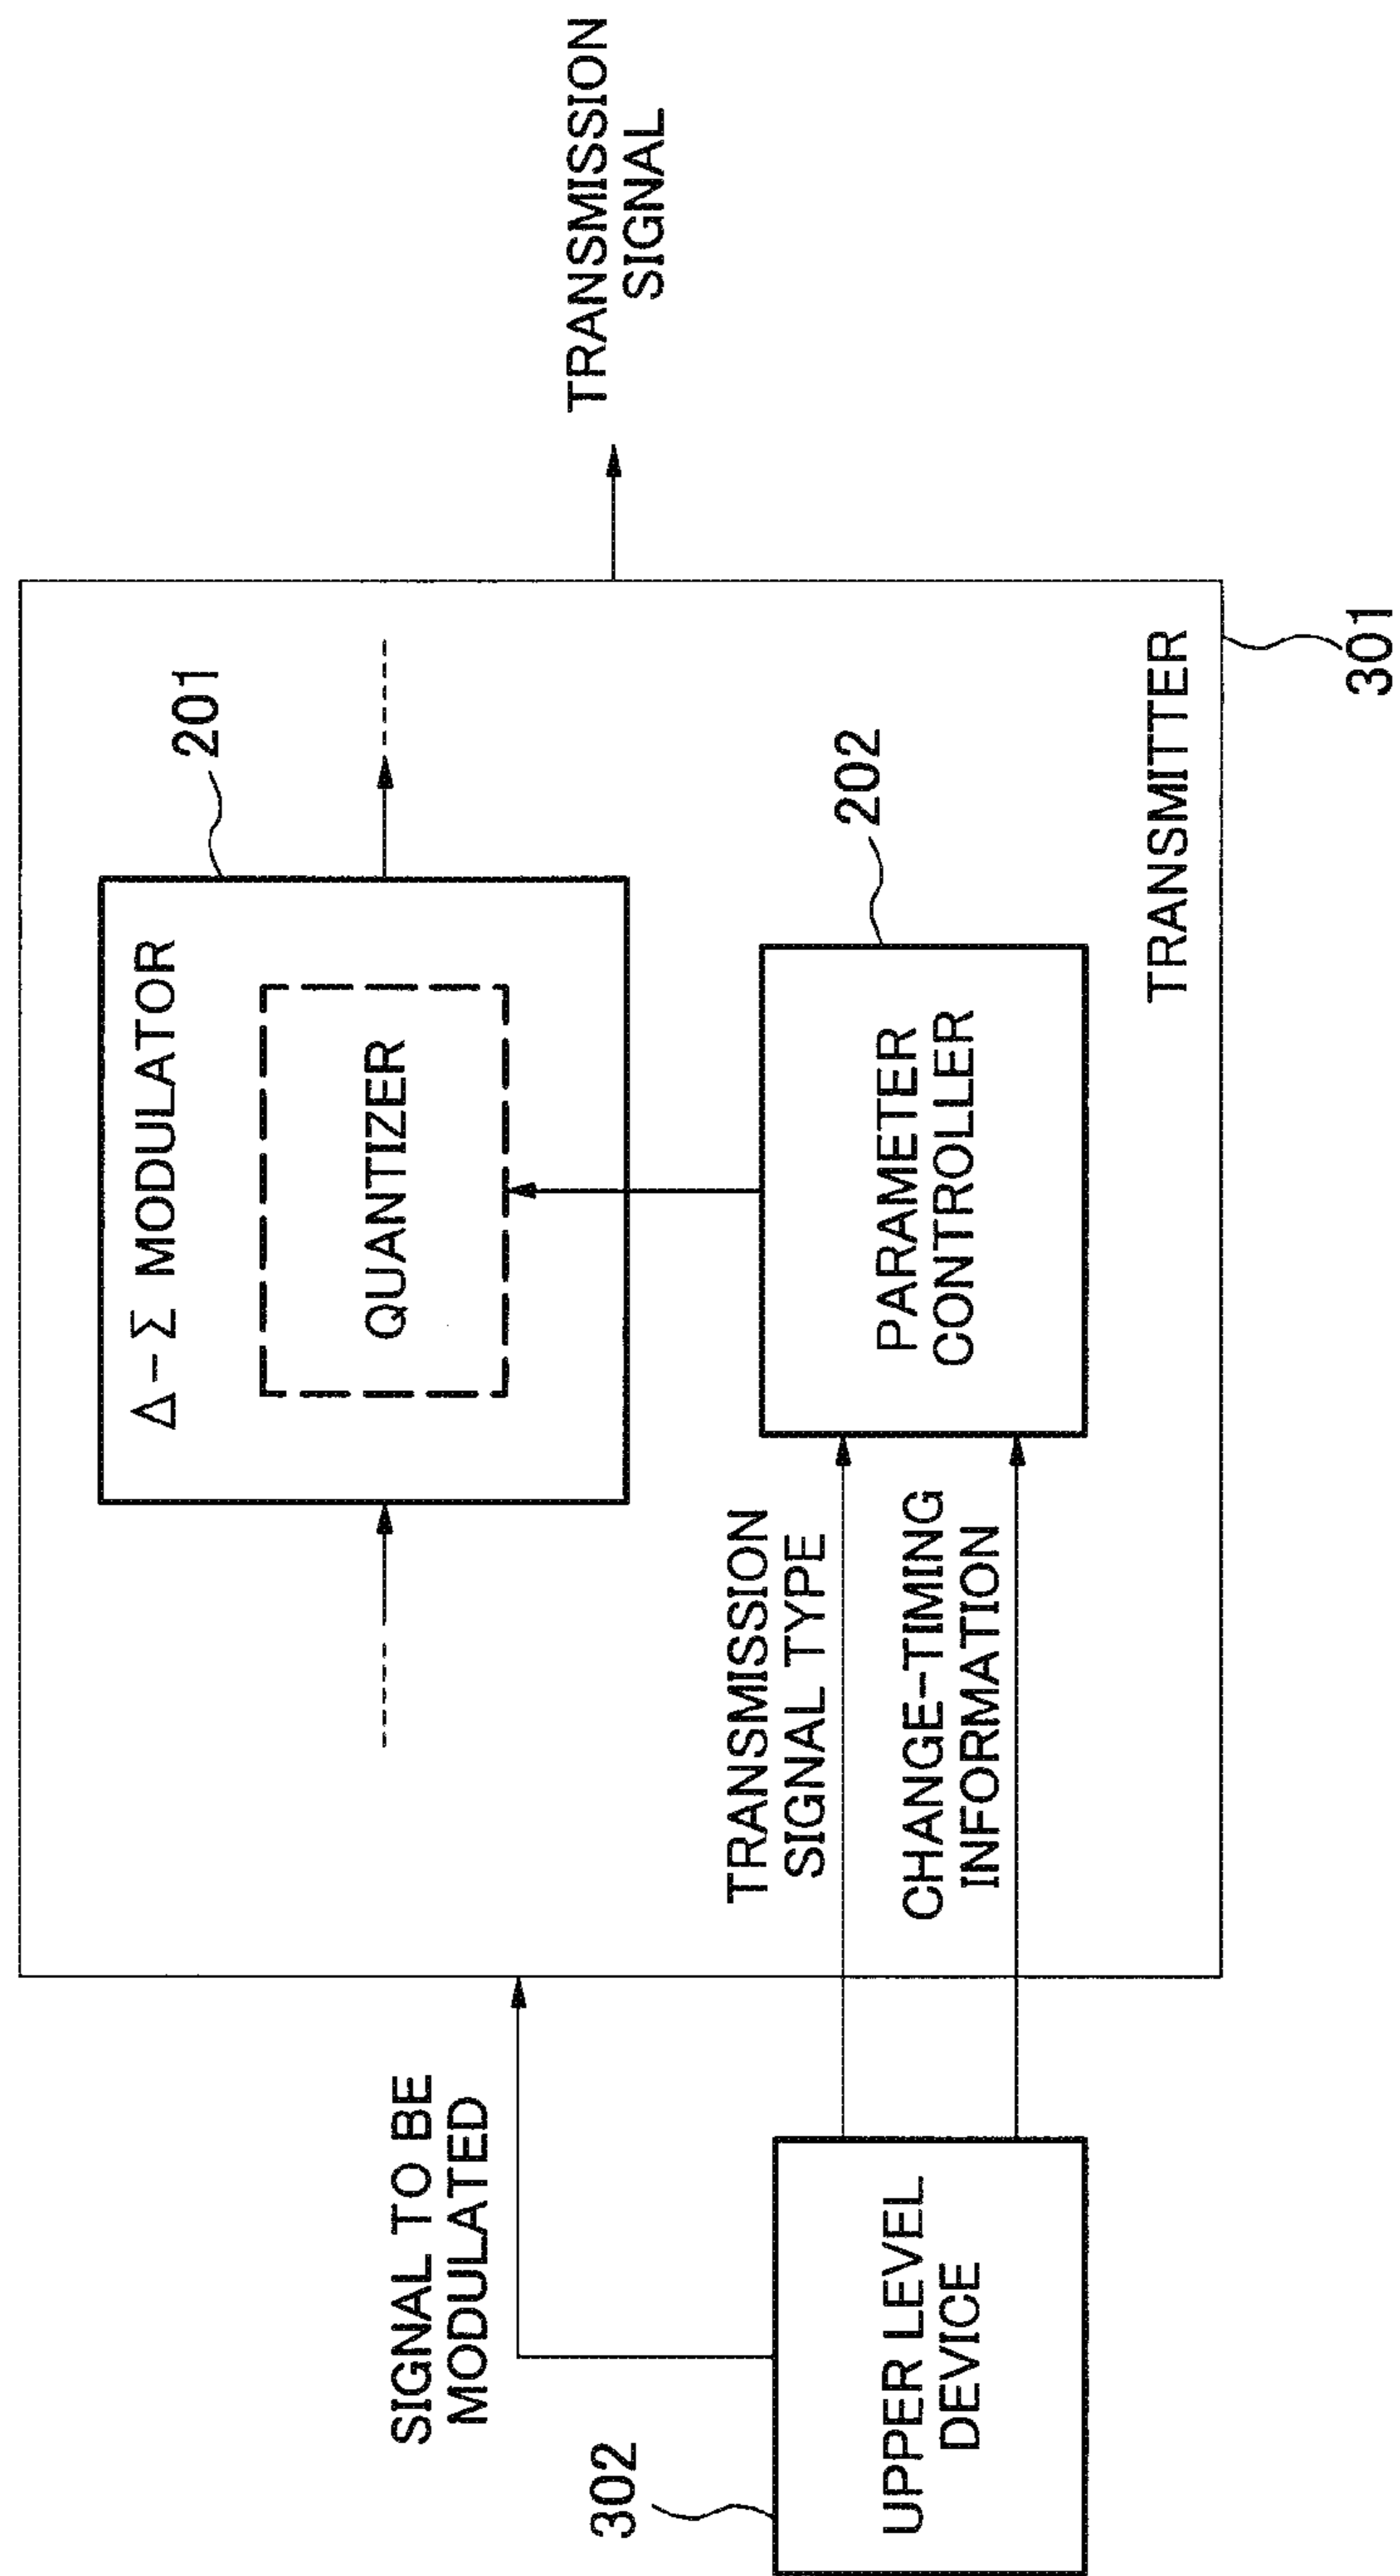 Δ-Σ MODULATOR
201
QUANTIZER
SIGNAL TO BE
MODULATED
TRANSMISSION
SIGNAL
TRANSMISSION
SIGNAL TYPE
CHANGE-TIMING
INFORMATION
202
PARAMETER
CONTROLLER
302
UPPER LEVEL
DEVICE
TRANSMITTER
301